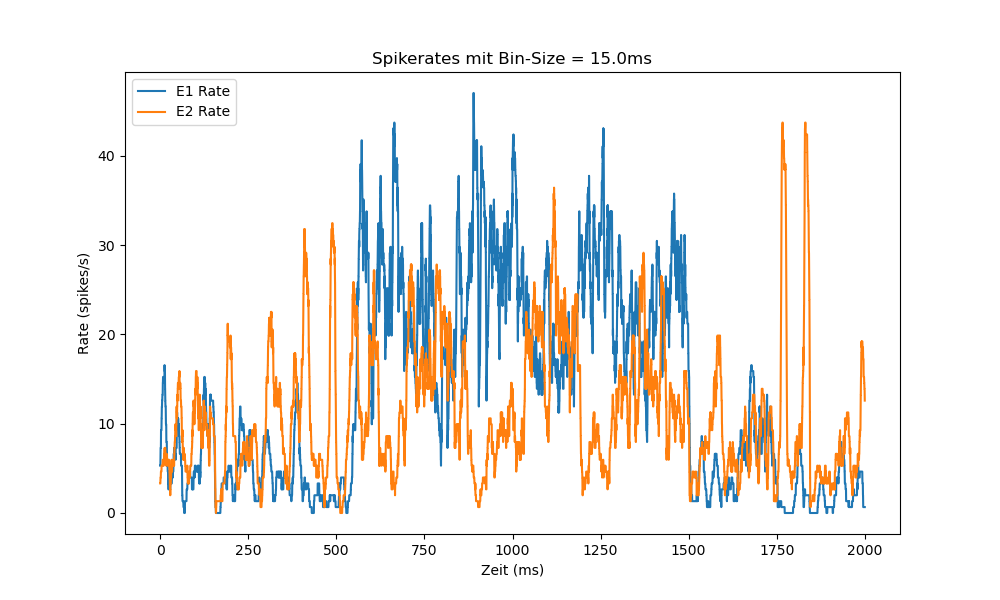 Spikerates mit Bin-Size = 15.0ms
E1 Rate
E2 Rate
Rate (spikes/s)
40
30
20
10
0
0 250 500 750 1000 1250 1500 1750 2000
Zeit (ms)